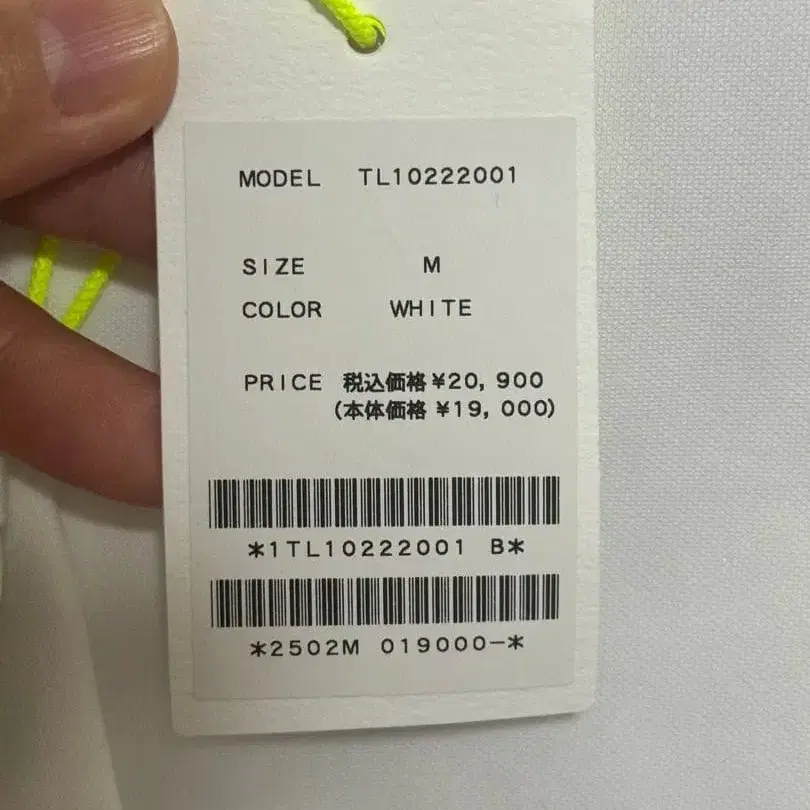 MODEL TL10222001
SIZE M
COLOR WHITE
PRICE 税込価格 ¥20,900
(本体価格 ¥19,000)
*1TL10222001 B*
*2502M 019000-*